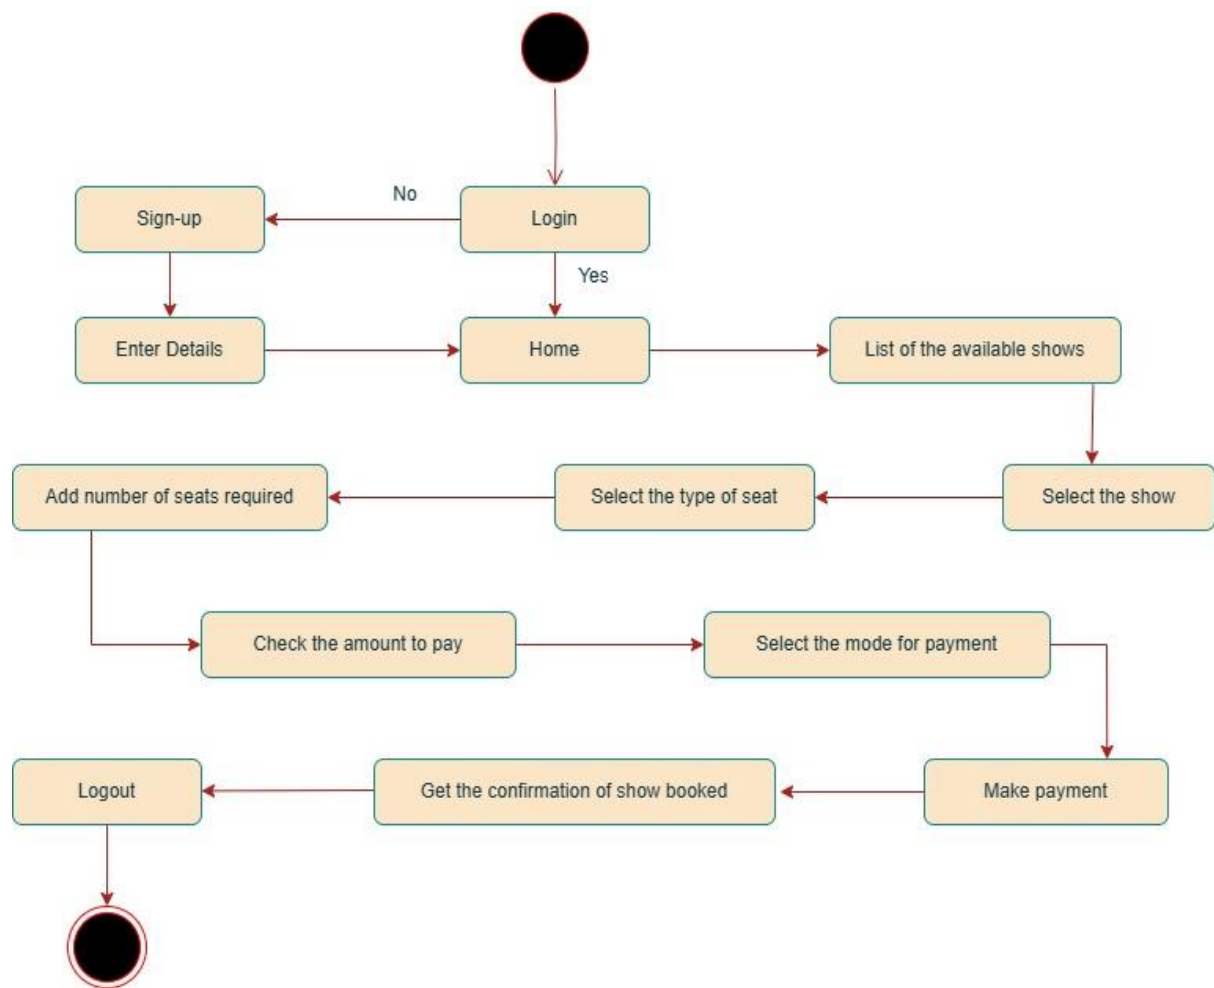 No
Sign-up
Login
Yes
Enter Details
Home
List of the available shows
Add number of seats required
Select the type of seat
Select the show
Check the amount to pay
Select the mode for payment
Logout
Get the confirmation of show booked
Make payment